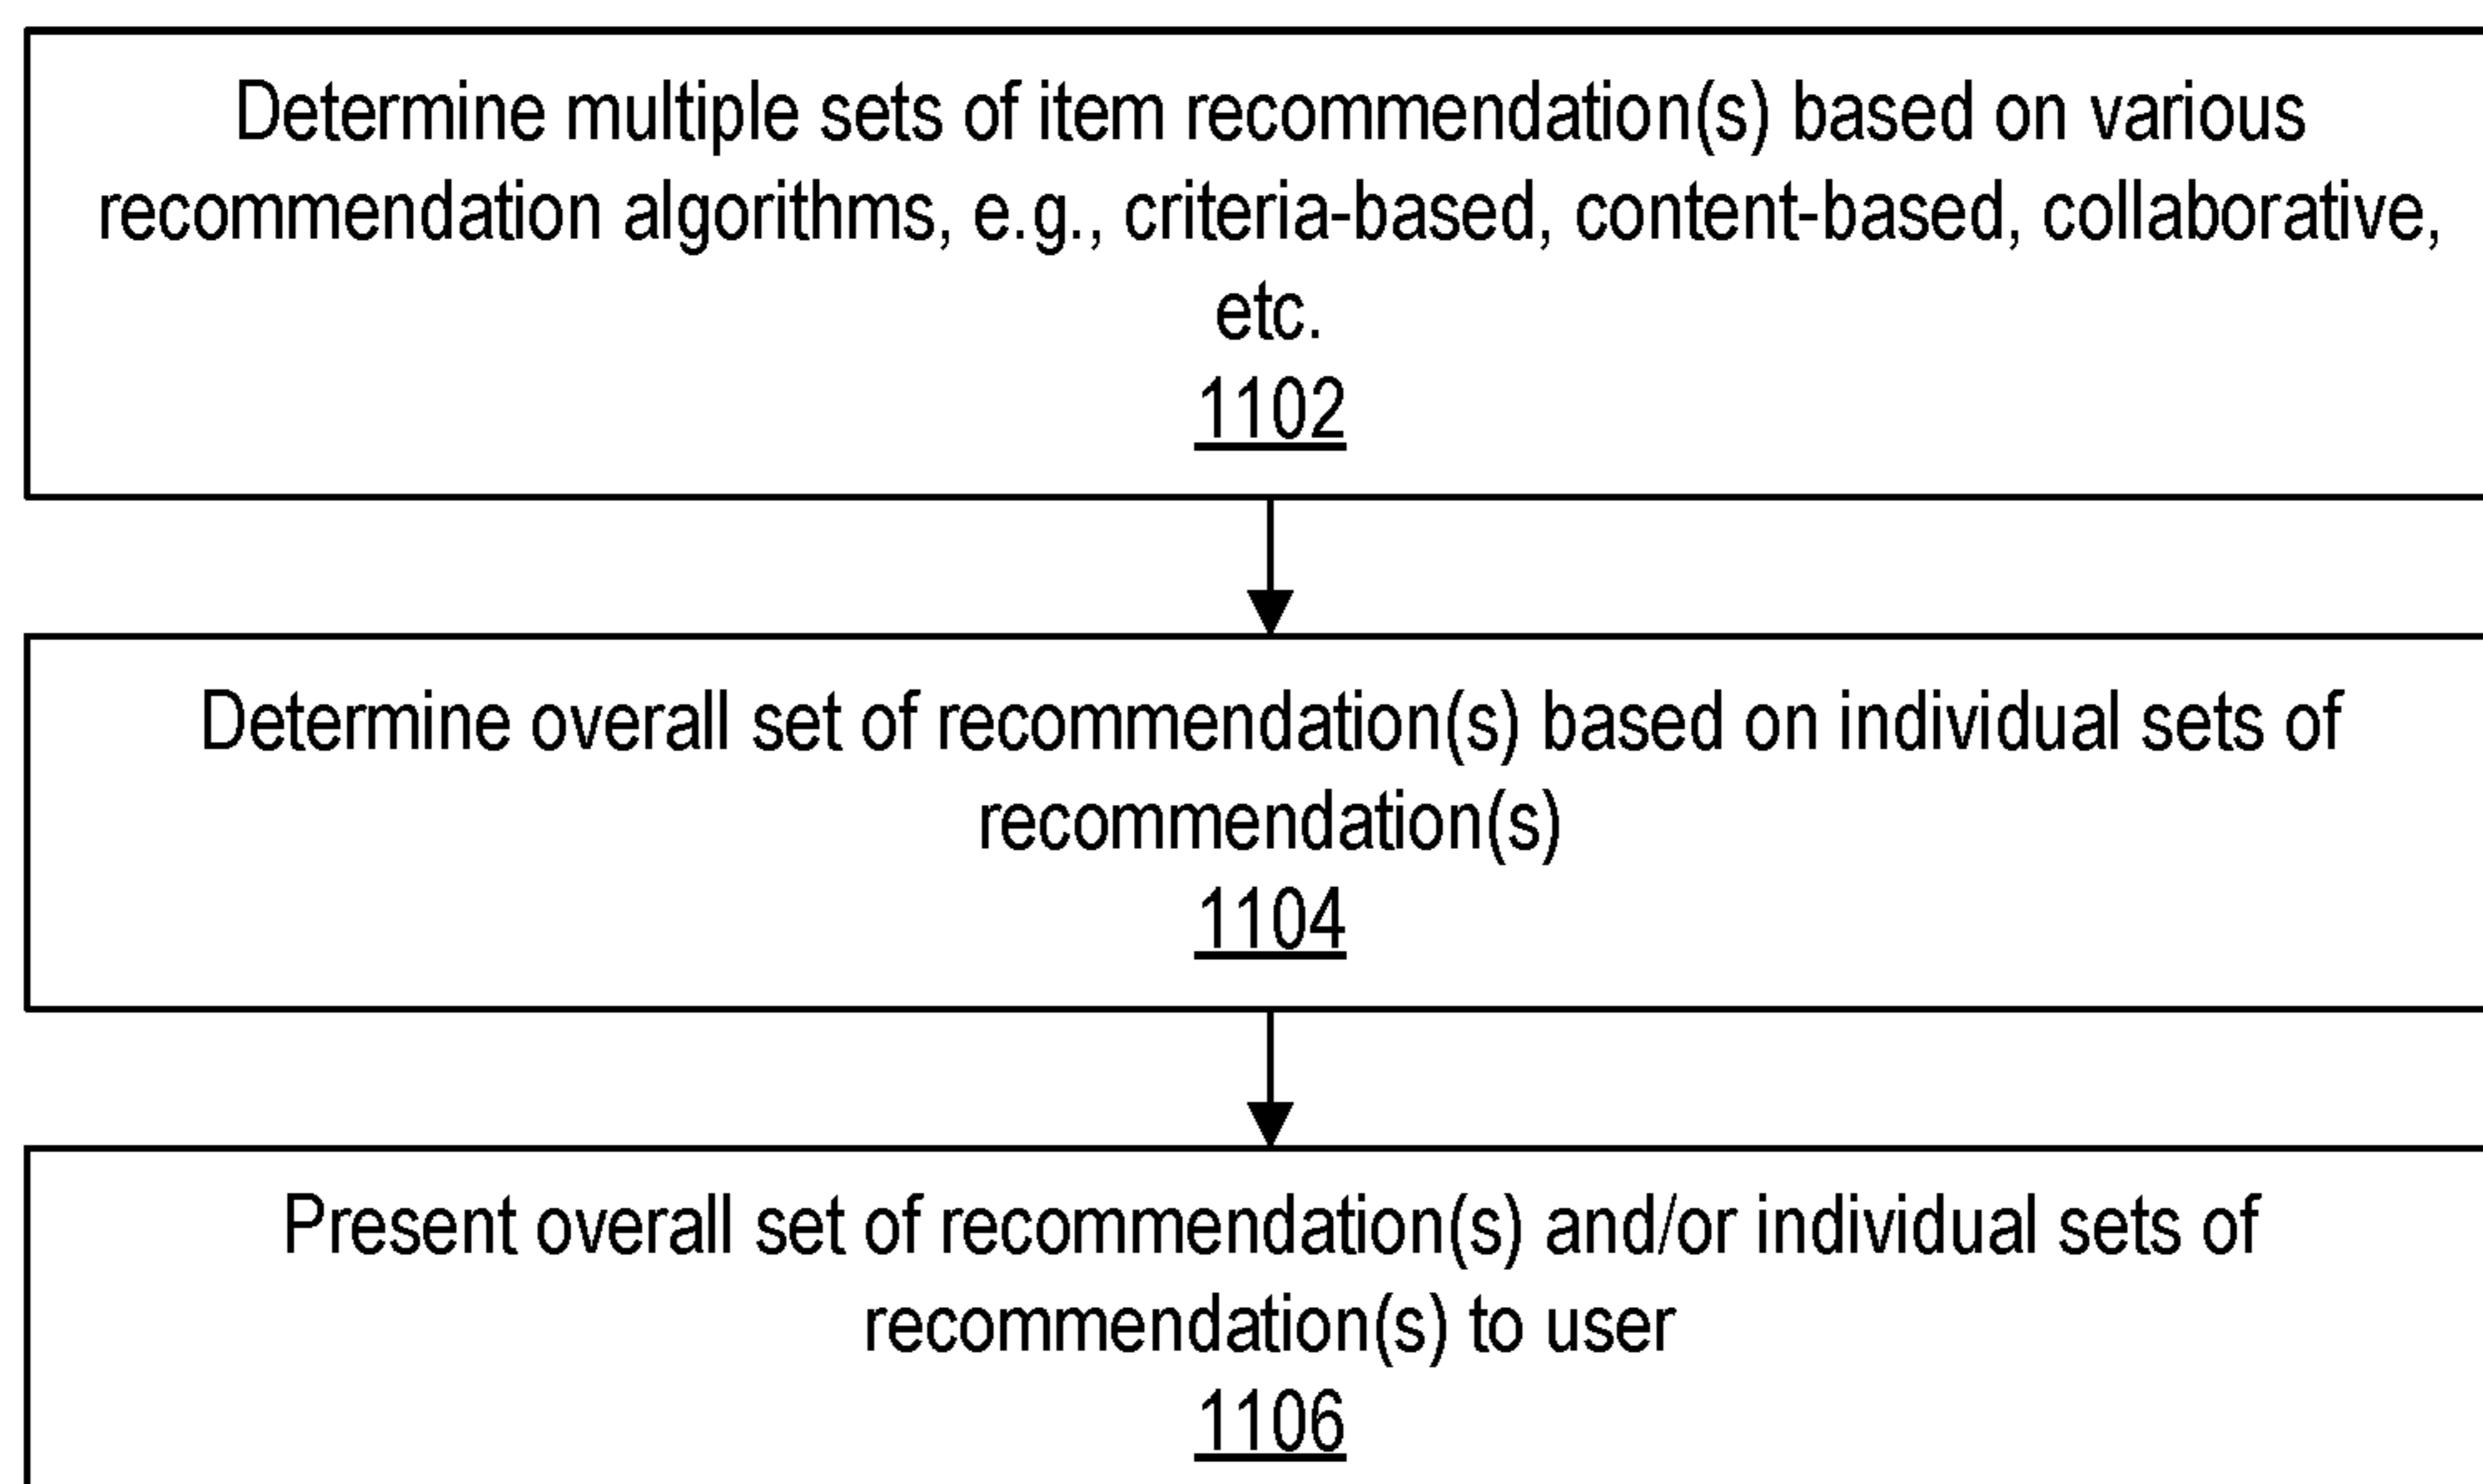 Determine multiple sets of item recommendation(s) based on various
recommendation algorithms, e.g., criteria-based, content-based, collaborative,
etc.
1102
Determine overall set of recommendation(s) based on individual sets of
recommendation(s)
1104
Present overall set of recommendation(s) and/or individual sets of
recommendation(s) to user
1106